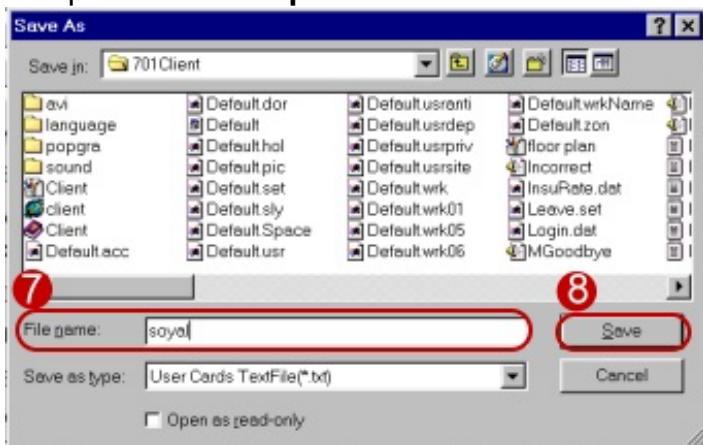 Save As
Save in: 701Client
avi Default.dor Default.usranti Default.wrkName
language Default Default.usrdep Default.zon
popgra Default.hol Default.usrpriv floor plan
sound Default.pic Default.usrsite Incorrect
Client Default.set Default.wrk InsuRate.dat
client Default.sly Default.wrk01 Leave.set
Client Default.Space Default.wrk05 Login.dat
Default.acc Default.usr Default.wrk06 MGoodbye
7 8
File name: soyal Save
Save as type: User Cards TextFile(*.txt) Cancel
Open as read-only